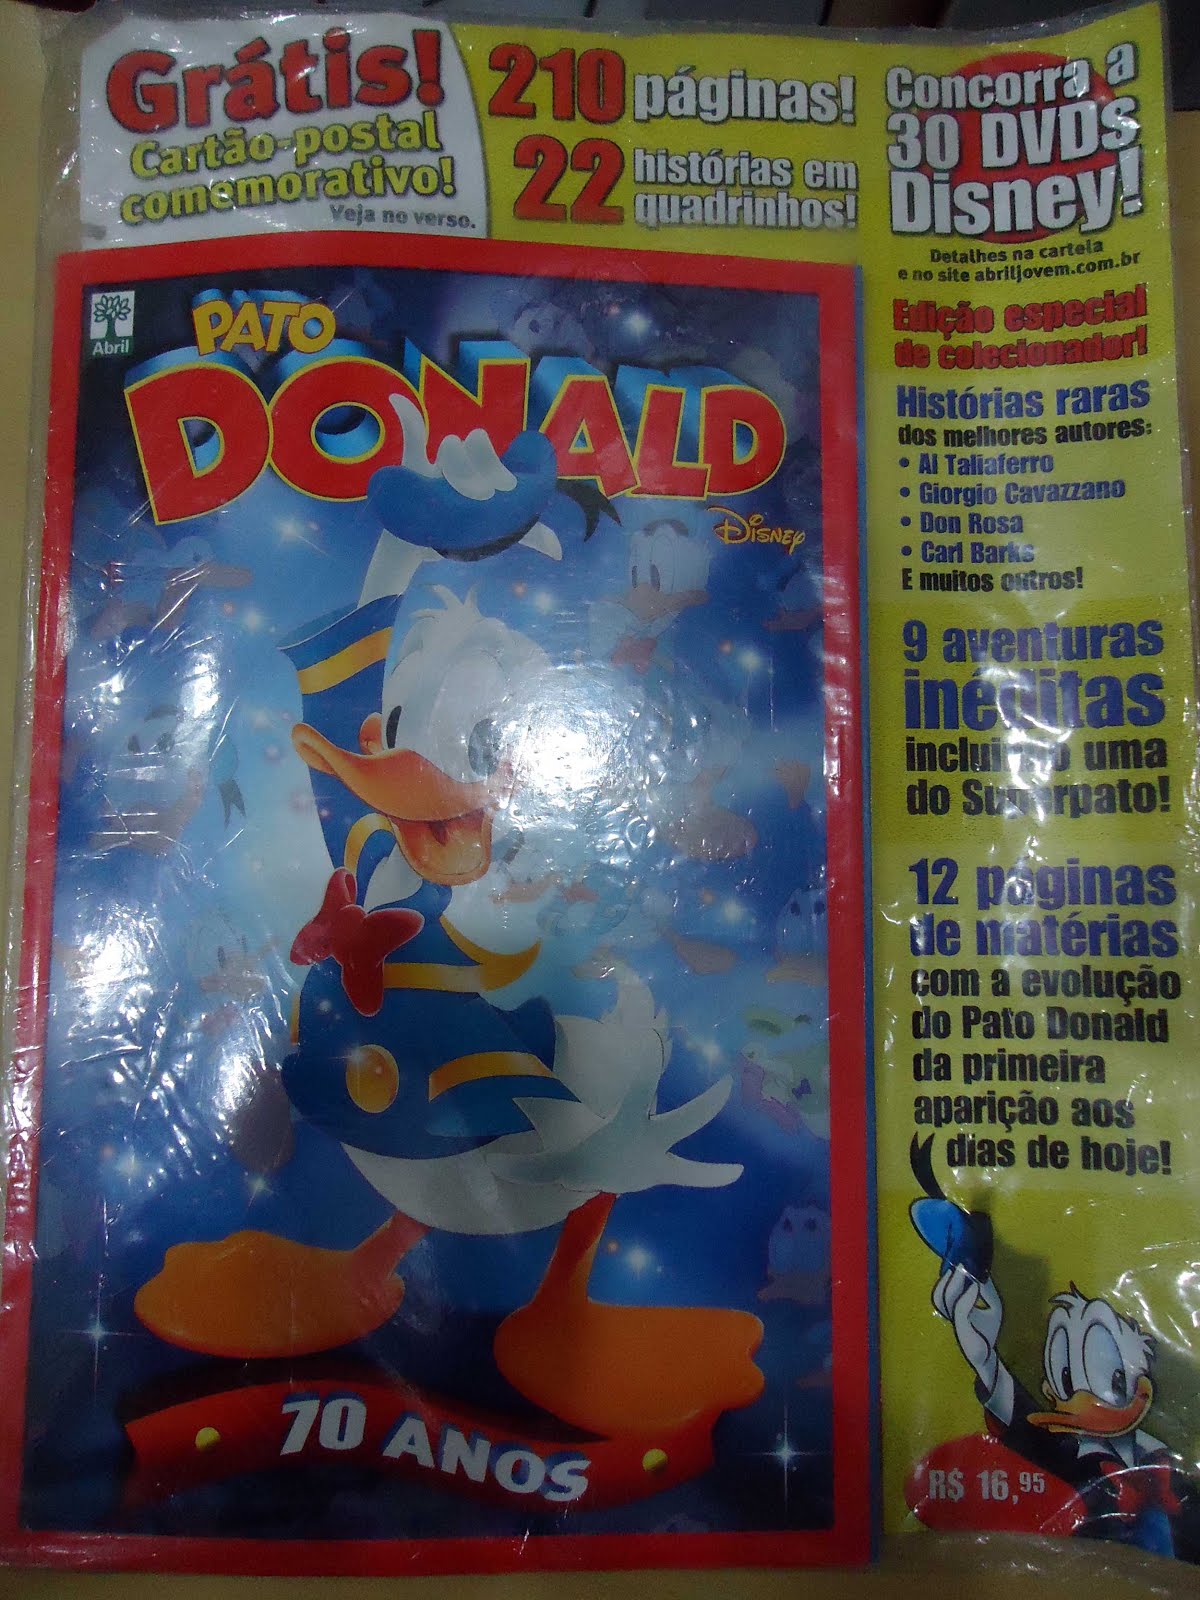 Grátis!
Cartão-postal
comemorativo!
Veja no verso.
210 páginas!
22 histórias em
quadrinhos!
Concorra a
30 DVDs
Disney!
Detalhes na cartela
e no site abriljovem.com.br
Edição especial
de colecionador!
Histórias raras
dos melhores autores:
• Al Taliaferro
• Giorgio Cavazzano
• Don Rosa
• Carl Barks
E muitos outros!
9 aventuras
inéditas
incluindo uma
do Superpato!
12 páginas
de matérias
com a evolução
do Pato Donald
da primeira
aparição aos
dias de hoje!
R$ 16,95
Abril
PATO
DONALD
Disney
70 ANOS